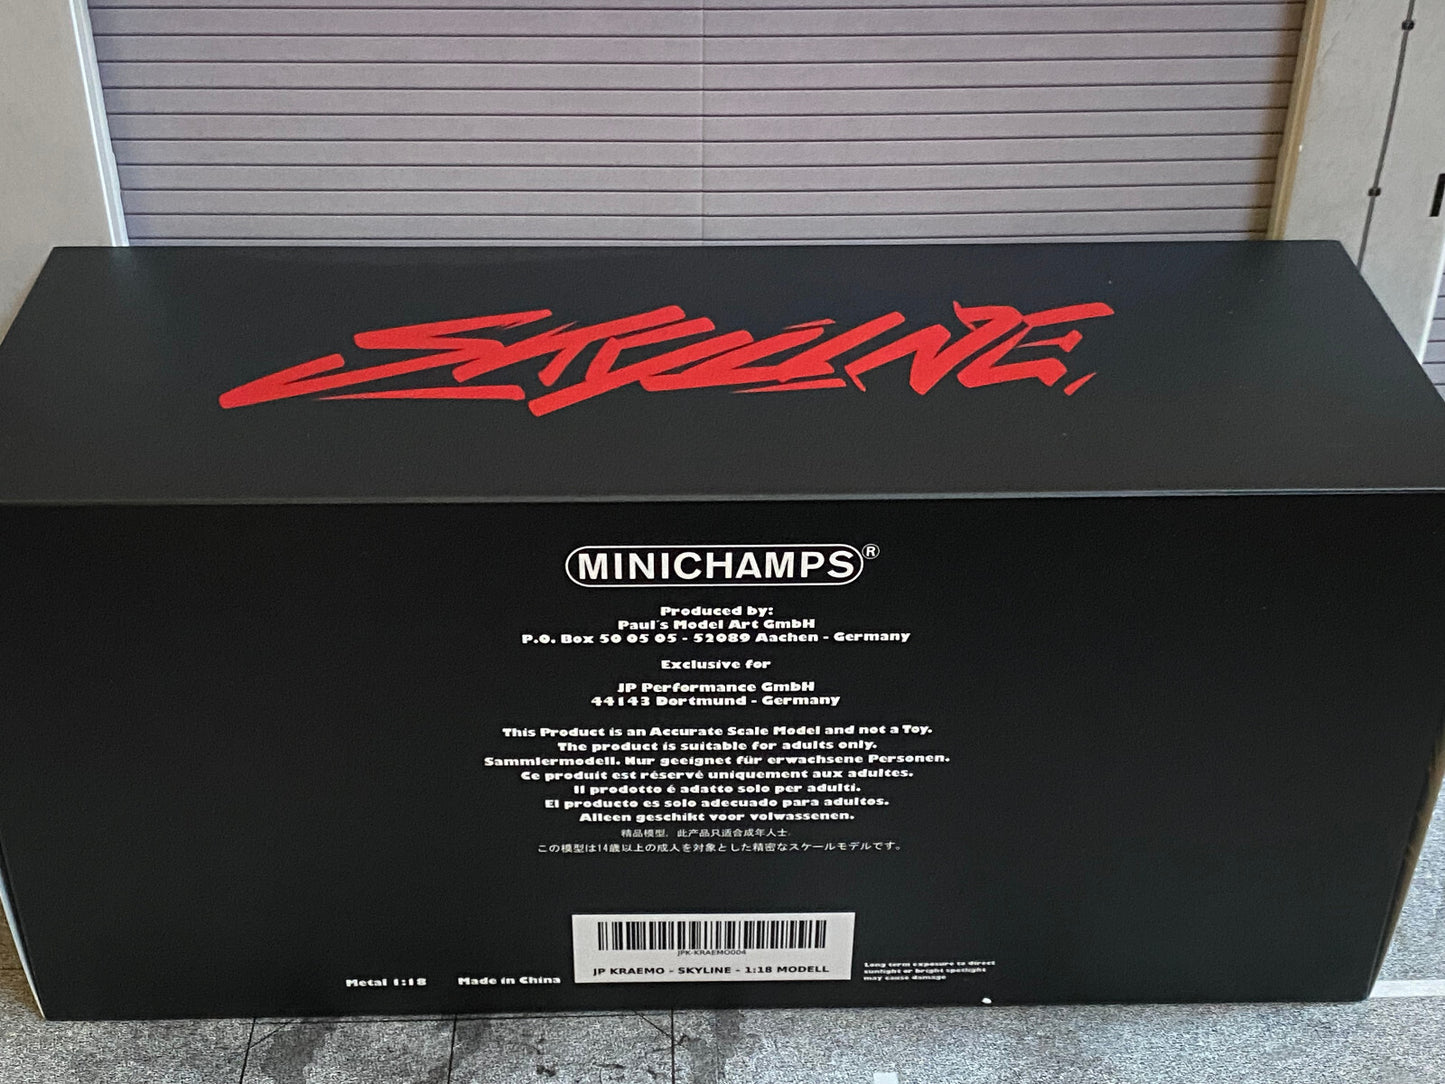 SKYLINE
MINICHAMPS®
Produced by:
Paul's Model Art GmbH
P.O. Box 50 05 05 - 52089 Aachen - Germany
Exclusive for
JP Performance GmbH
44143 Dortmund - Germany
This Product is an Accurate Scale Model and not a Toy.
The product is suitable for adults only.
Sammlermodell. Nur geeignet für erwachsene Personen.
Ce produit est réservé uniquement aux adultes.
Il prodotto é adatto solo per adulti.
El producto es solo adecuado para adultos.
Alleen geschikt voor volwassenen.
精品模型，此产品只适合成年人士.
この模型は14歳以上の成人を対象とした精密なスケールモデルです。
JPK-KRAEMO004
JP KRAEMO - SKYLINE - 1:18 MODELL
Metal 1:18 Made in China
Long term exposure to direct
sunlight or bright spotlight
may cause damage